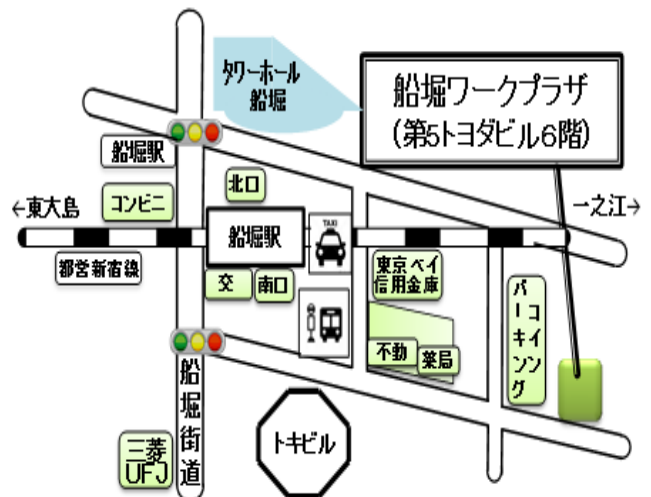 タワーホール
船堀
船堀ワークプラザ
(第5トヨダビル6階)
船堀駅
北口
←東大島
コンビニ
船堀駅
TAXI
一之江→
都営新宿線
交
南口
東京ベイ
信用金庫
コイン
パーキング
不動
薬局
船堀街道
トキビル
三菱
UFJ